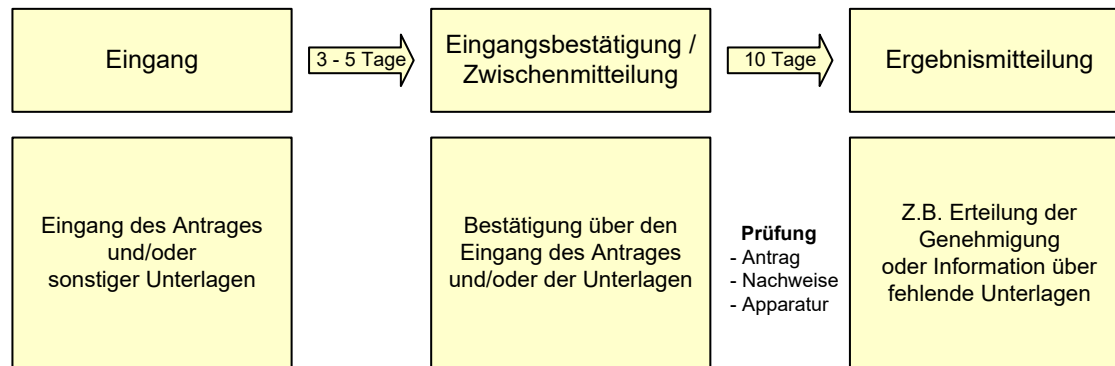 Eingang
3 - 5 Tage
Eingangsbestätigung /
Zwischenmitteilung
10 Tage
Ergebnismitteilung
Eingang des Antrages
und/oder
sonstiger Unterlagen
Bestätigung über den
Eingang des Antrages
und/oder der Unterlagen
Prüfung
- Antrag
- Nachweise
- Apparatur
Z.B. Erteilung der
Genehmigung
oder Information über
fehlende Unterlagen